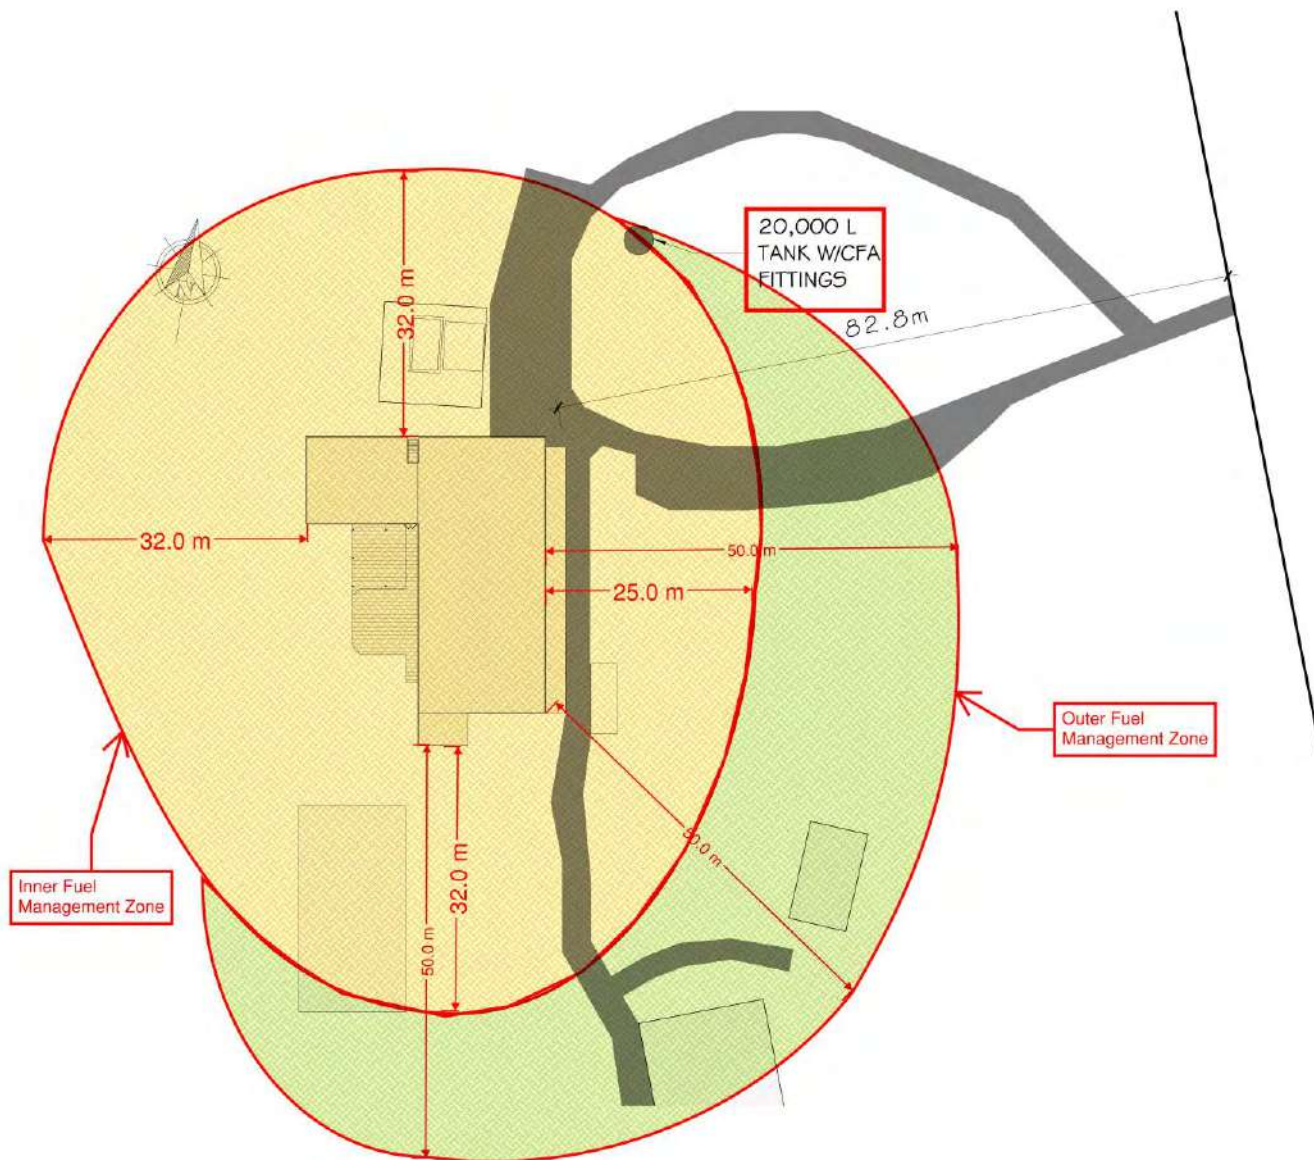 20,000 L
TANK W/CFA
FITTINGS
32.0 m
82.8m
32.0 m
50.0 m
25.0 m
Outer Fuel
Management Zone
50.0 m
32.0 m
50.0 m
Inner Fuel
Management Zone